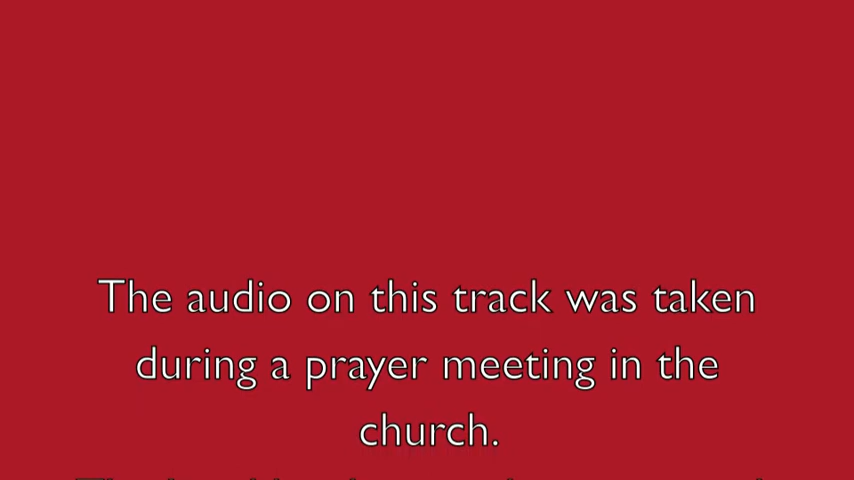 The audio on this track was taken
during a prayer meeting in the
church.